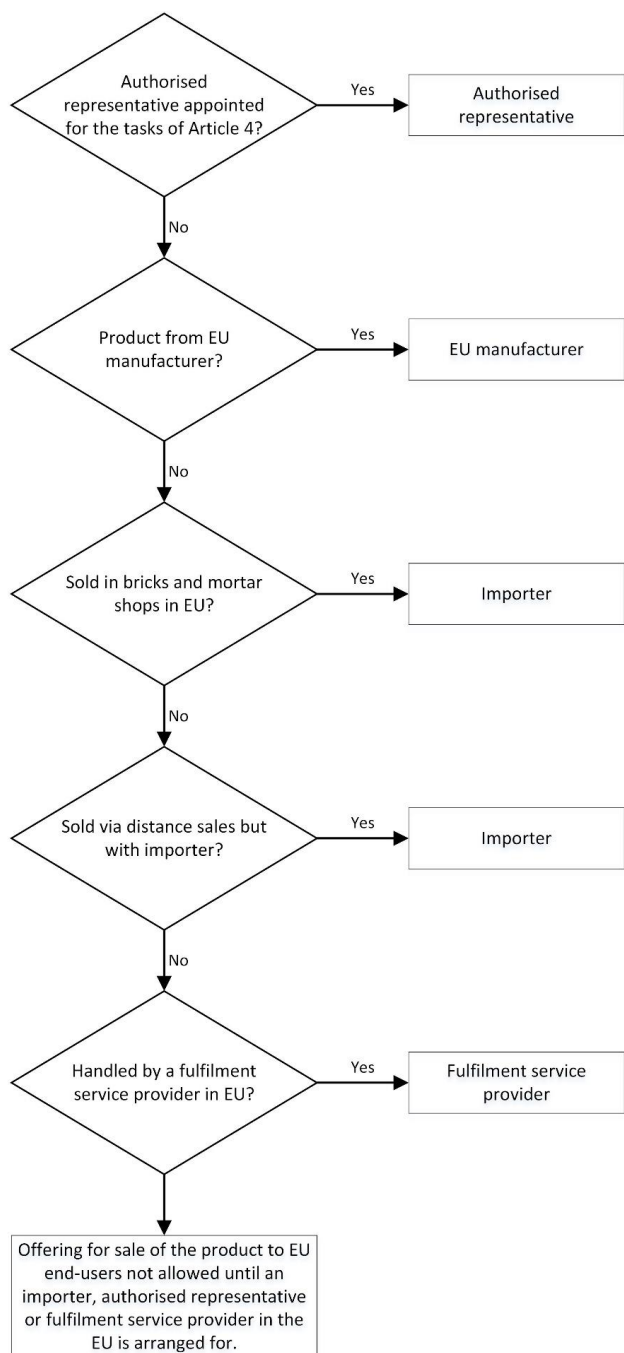 Authorised
representative appointed
for the tasks of Article 4?
Yes
Authorised
representative
No
Product from EU
manufacturer?
Yes
EU manufacturer
No
Sold in bricks and mortar
shops in EU?
Yes
Importer
No
Sold via distance sales but
with importer?
Yes
Importer
No
Handled by a fulfilment
service provider in EU?
Yes
Fulfilment service
provider
Offering for sale of the product to EU
end-users not allowed until an
importer, authorised representative
or fulfilment service provider in the
EU is arranged for.